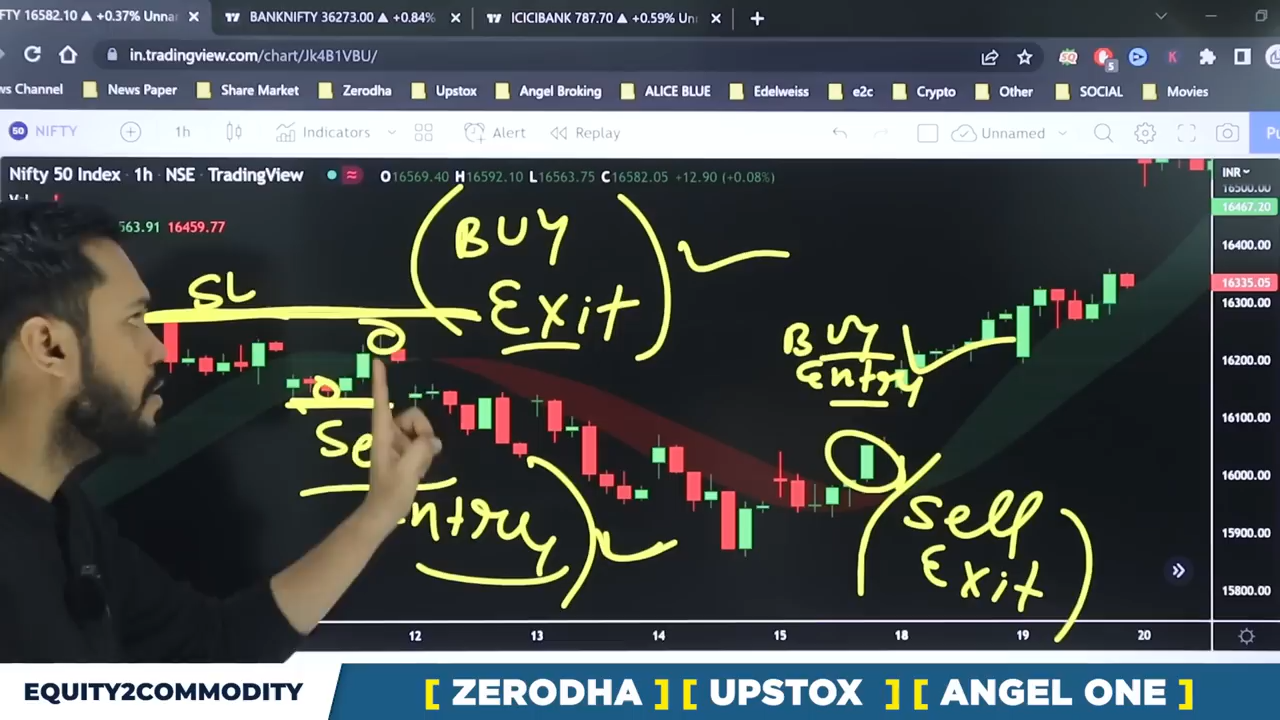 FTY 16582.10 ▲ +0.37% Unna
BANKNIFTY 36273.00 ▲ +0.84%
ICICIBANK 787.70 ▲ +0.59% Un
in.tradingview.com/chart/Jk4B1VBU/
ws Channel News Paper Share Market Zerodha Upstox Angel Broking ALICE BLUE Edelweiss e2c Crypto Other SOCIAL Movies
50 NIFTY 1h Indicators Alert Replay Unnamed Pu
Nifty 50 Index · 1h · NSE · TradingView O16569.40 H16592.10 L16563.75 C16582.05 +12.90 (+0.08%)
INR
16500.00
16467.20
563.91 16459.77
16400.00
16335.05
16300.00
16200.00
16100.00
16000.00
15900.00
15800.00
BUY
Exit
SL
BUY
Entry
Se
ntry
Sell
Exit
12 13 14 15 18 19 20
EQUITY2COMMODITY
[ ZERODHA ] [ UPSTOX ] [ ANGEL ONE ]